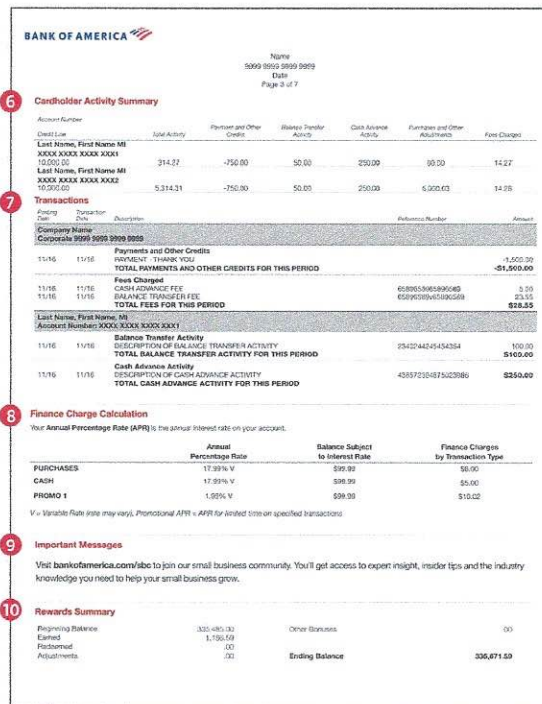 BANK OF AMERICA
Name
9999 9999 9999 9999
Date
Page 3 of 7
6 Cardholder Activity Summary
Account Number
Credit Line Total Activity Payment and Other Credits Balance Transfer Activity Cash Advance Activity Purchases and Other Adjustments Fees Charged
Last Name, First Name MI
XXXX XXXX XXXX XXX1
10,000.00 314.27 -750.00 50.00 250.00 14.27
Last Name, First Name MI
XXXX XXXX XXXX XXX2
10,000.00 5,314.31 -750.00 50.00 250.00 14.28
7 Transactions
Posting Date Transaction Date Description Reference Number Amount
Company Name
Corporate 9999 9999 9999 9999
Payments and Other Credits
11/16 11/16 PAYMENT - THANK YOU -1,500.00
TOTAL PAYMENTS AND OTHER CREDITS FOR THIS PERIOD -$1,500.00
Fees Charged
11/16 11/16 CASH ADVANCE FEE 5.00
11/16 11/16 BALANCE TRANSFER FEE 23.55
TOTAL FEES FOR THIS PERIOD $28.55
Last Name, First Name, MI
Account Number: XXXX XXXX XXXX XXX1
Balance Transfer Activity
11/16 11/16 DESCRIPTION OF BALANCE TRANSFER ACTIVITY 100.00
TOTAL BALANCE TRANSFER ACTIVITY FOR THIS PERIOD $100.00
Cash Advance Activity
11/16 11/16 DESCRIPTION OF CASH ADVANCE ACTIVITY $250.00
TOTAL CASH ADVANCE ACTIVITY FOR THIS PERIOD
8 Finance Charge Calculation
Your Annual Percentage Rate (APR) is the annual interest rate on your account.
Annual Percentage Rate Balance Subject to Interest Rate Finance Charges by Transaction Type
PURCHASES 17.99% V $99.99 $0.00
CASH 17.99% V $99.99 $5.00
PROMO 1 1.99% V $99.99 $10.02
V = Variable Rate (rate may vary), Promotional APR = APR for limited time on specified transactions
9 Important Messages
Visit bankofamerica.com/sbc to join our small business community. You'll get access to expert insight, insider tips and the industry
knowledge you need to help your small business grow.
10 Rewards Summary
Beginning Balance Other Bonuses .00
Earned
Redeemed .00
Adjustments .00 Ending Balance 336,671.59